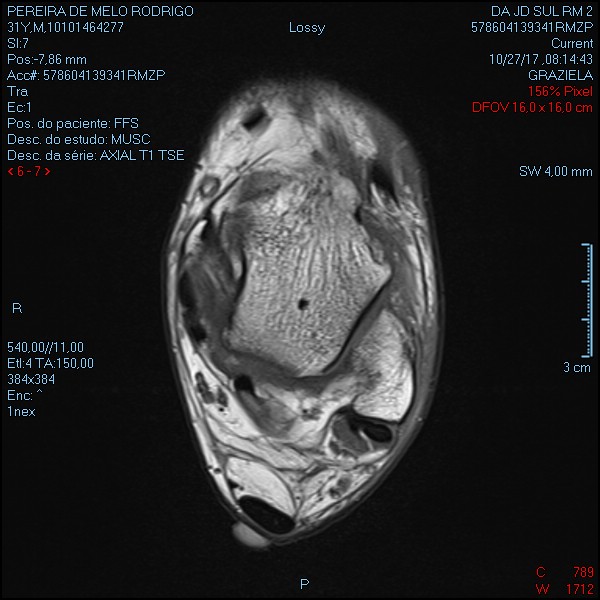 PEREIRA DE MELO RODRIGO
31Y,M,10101464277
Sl:7
Pos:-7,86 mm
Acc#: 578604139341RMZP
Tra
Ec:1
Pos. do paciente: FFS
Desc. do estudo: MUSC
Desc. da série: AXIAL T1 TSE
< 6 - 7 >
Lossy
DA JD SUL RM 2
578604139341RMZP
Current
10/27/17 ,08:14:43
GRAZIELA
156% Pixel
DFOV 16,0 x 16,0 cm
SW 4,00 mm
R
3 cm
540,00//11,00
Etl:4 TA:150,00
384x384
Enc: ^
1nex
P
C 789
W 1712